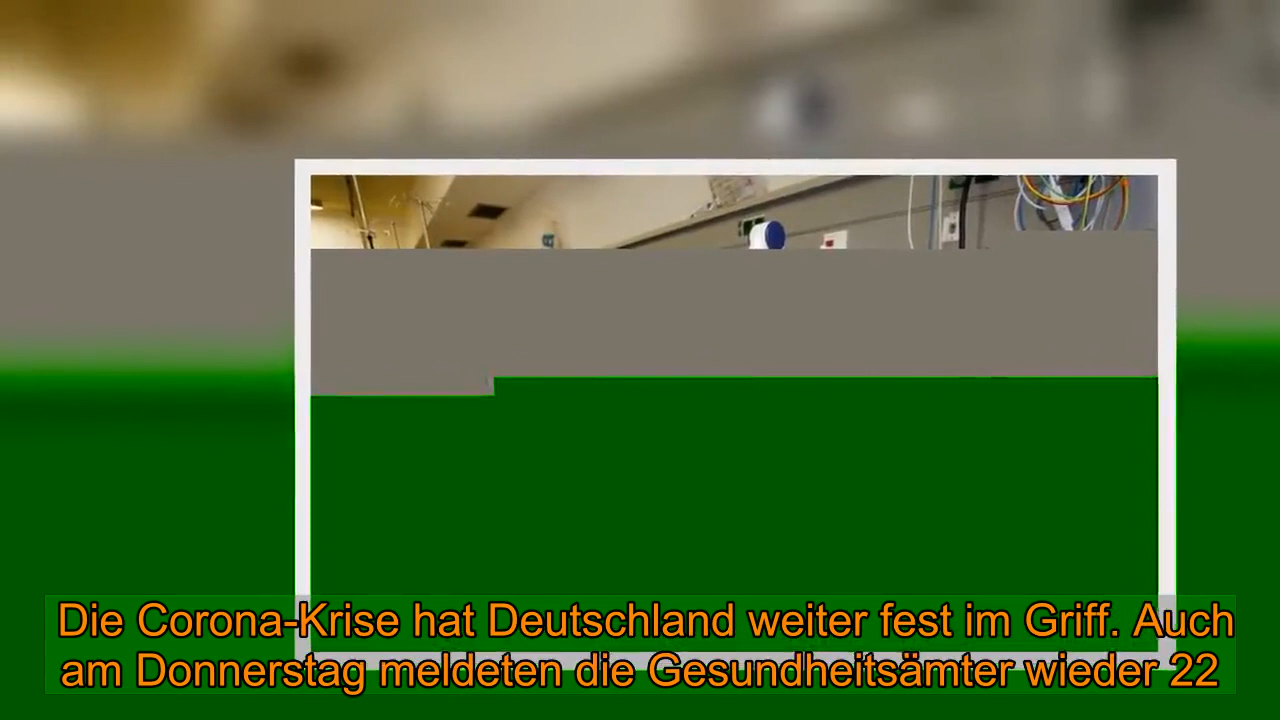 Die Corona-Krise hat Deutschland weiter fest im Griff. Auch
am Donnerstag meldeten die Gesundheitsämter wieder 22